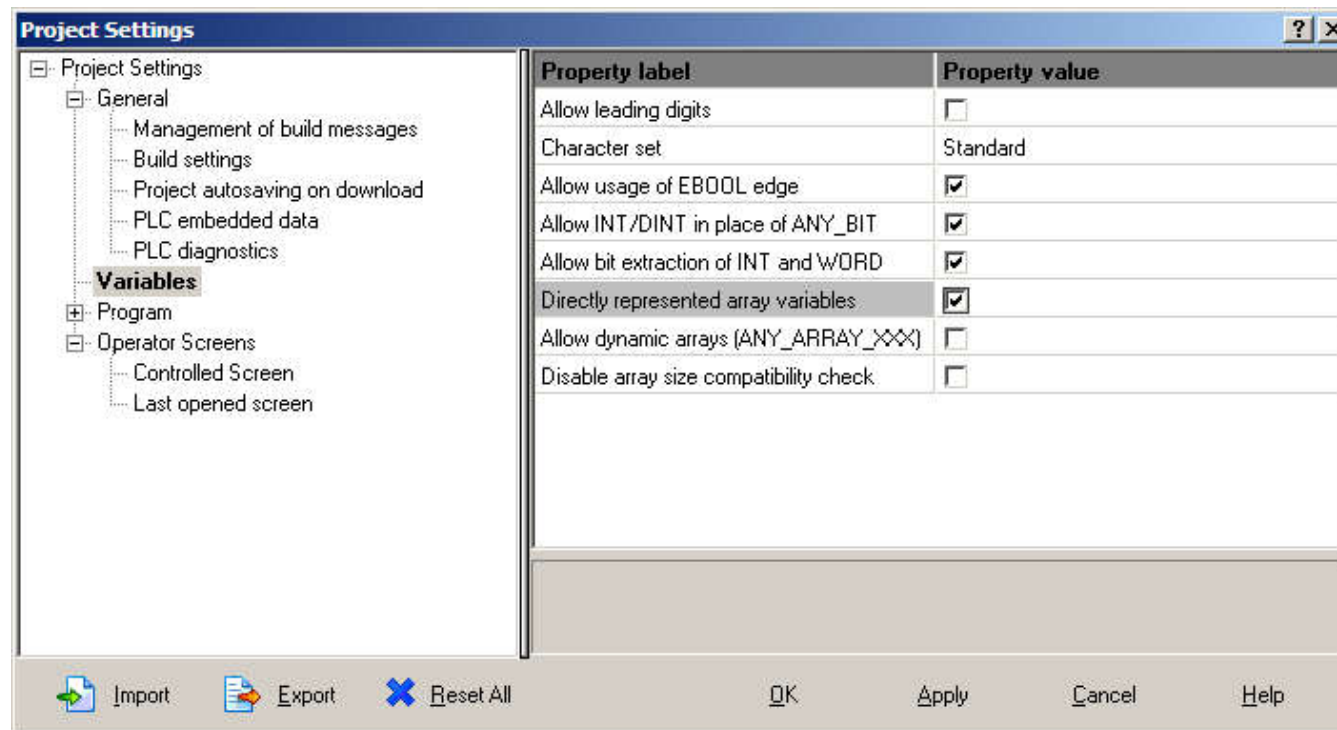 Project Settings
Project Settings
General
Management of build messages
Build settings
Project autosaving on download
PLC embedded data
PLC diagnostics
Variables
Program
Operator Screens
Controlled Screen
Last opened screen
Property label Property value
Allow leading digits
Character set Standard
Allow usage of EBOOL edge
Allow INT/DINT in place of ANY_BIT
Allow bit extraction of INT and WORD
Directly represented array variables
Allow dynamic arrays (ANY_ARRAY_XXX)
Disable array size compatibility check
Import Export Reset All OK Apply Cancel Help